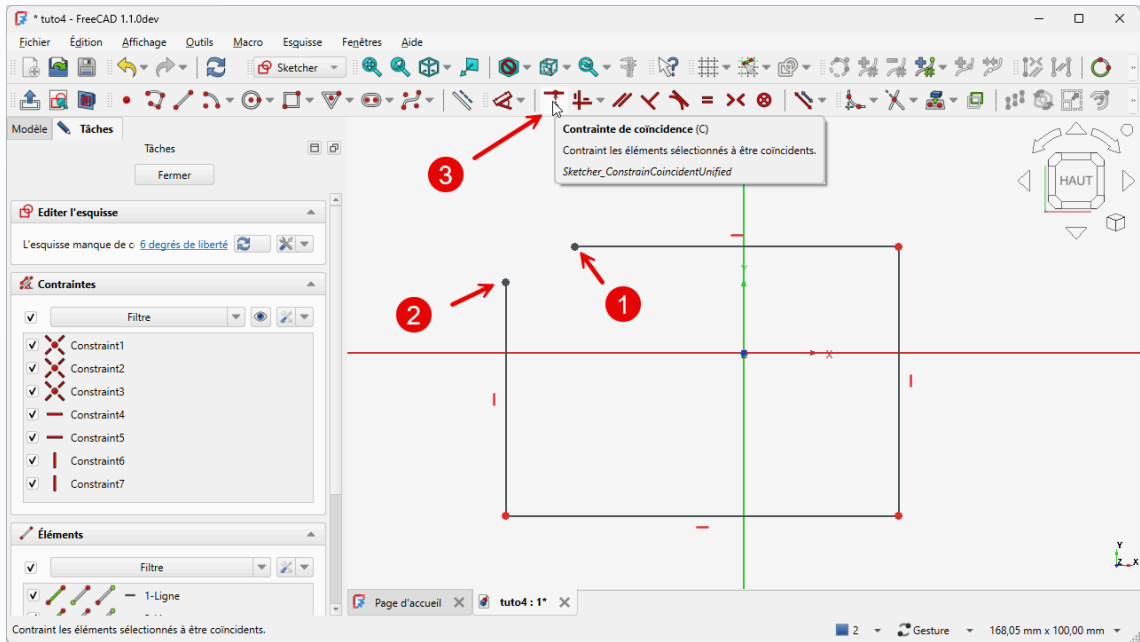 * tuto4 - FreeCAD 1.1.0dev
Fichier Édition Affichage Outils Macro Esquisse Fenêtres Aide
Sketcher
Modèle Tâches
Tâches
Fermer
Editer l'esquisse
L'esquisse manque de c 6 degrés de liberté
Contraintes
Filtre
Constraint1
Constraint2
Constraint3
Constraint4
Constraint5
Constraint6
Constraint7
Éléments
Filtre
1-Ligne
Contrainte de coïncidence (C)
Contraint les éléments sélectionnés à être coïncidents.
Sketcher_ConstrainCoincidentUnified
3
2
1
HAUT
Y
X
Y
Z X
Page d'accueil tuto4 : 1*
Contraint les éléments sélectionnés à être coïncidents. 2 Gesture 168,05 mm x 100,00 mm